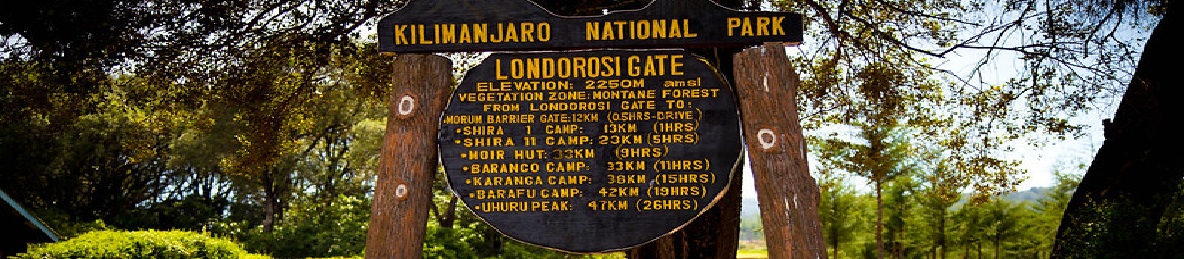 KILIMANJARO NATIONAL PARK
LONDOROSI GATE
ELEVATION: 2250M amsl
VEGETATION ZONE: MONTANE FOREST
FROM LONDOROSI GATE TO:
MORUM BARRIER GATE: 12KM (0.5HRS-DRIVE)
•SHIRA 1 CAMP: 13KM (1HRS)
•SHIRA 11 CAMP: 23KM (5HRS)
•MOIR HUT: 33KM (9HRS)
•BARANCO CAMP: 33KM (11HRS)
•KARANGA CAMP: 38KM (15HRS)
•BARAFU CAMP: 42KM (19HRS)
•UHURU PEAK: 47KM (26HRS)